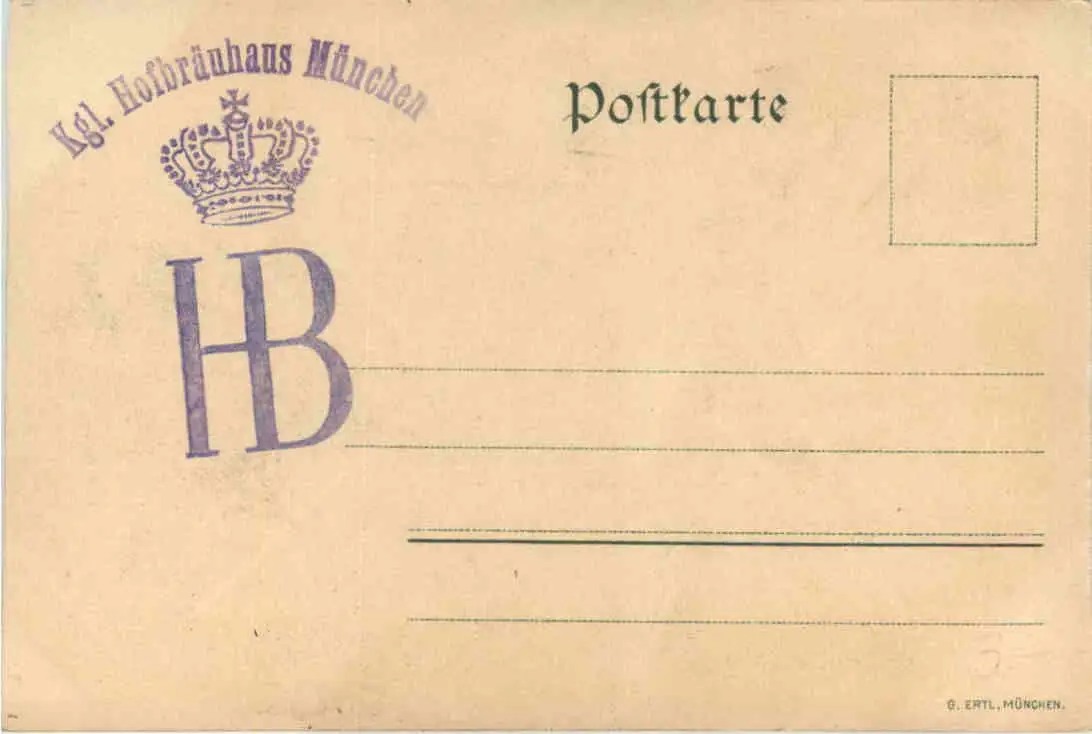 Kgl. Hofbräuhaus München
Poſtkarte
HB
G. ERTL, MÜNCHEN.